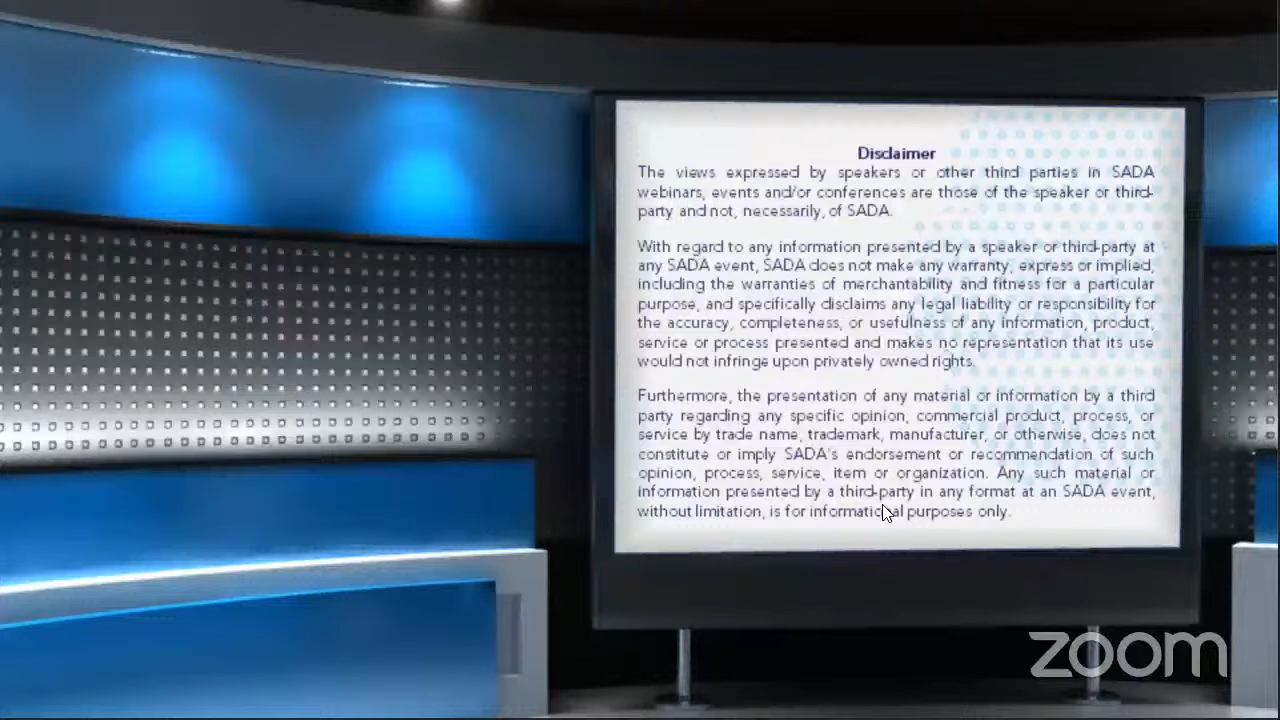 Disclaimer
The views expressed by speakers or other third parties in SADA
webinars, events and/or conferences are those of the speaker or third-
party and not, necessarily, of SADA.
With regard to any information presented by a speaker or third-party at
any SADA event, SADA does not make any warranty, express or implied,
including the warranties of merchantability and fitness for a particular
purpose, and specifically disclaims any legal liability or responsibility for
the accuracy, completeness, or usefulness of any information, product,
service or process presented and makes no representation that its use
would not infringe upon privately owned rights.
Furthermore, the presentation of any material or information by a third
party regarding any specific opinion, commercial product, process, or
service by trade name, trademark, manufacturer, or otherwise, does not
constitute or imply SADA's endorsement or recommendation of such
opinion, process, service, item or organization. Any such material or
information presented by a third-party in any format at an SADA event,
without limitation, is for informational purposes only.
zoom